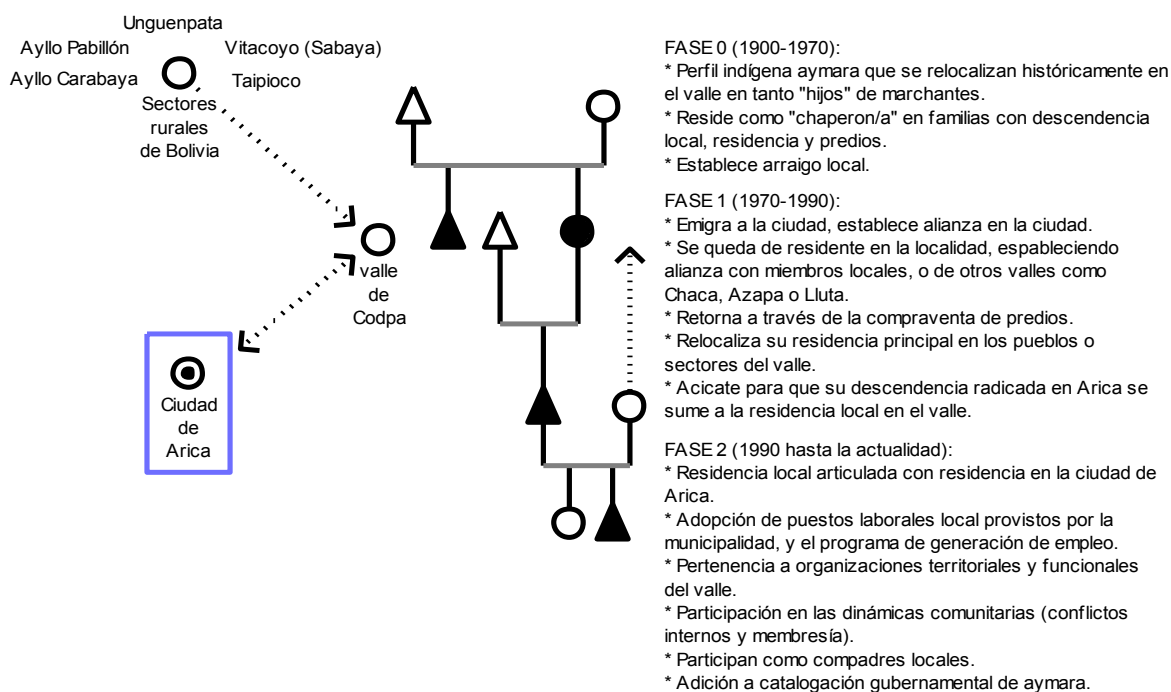 Unguenpata
Ayllo Pabillón
Vitacoyo (Sabaya)
Ayllo Carabaya
Taipioco
Sectores
rurales
de Bolivia
valle
de
Codpa
Ciudad
de
Arica
FASE 0 (1900-1970):
* Perfil indígena aymara que se relocalizan históricamente en
el valle en tanto "hijos" de marchantes.
* Reside como "chaperon/a" en familias con descendencia
local, residencia y predios.
* Establece arraigo local.
FASE 1 (1970-1990):
* Emigra a la ciudad, establece alianza en la ciudad.
* Se queda de residente en la localidad, espableciendo
alianza con miembros locales, o de otros valles como
Chaca, Azapa o Lluta.
* Retorna a través de la compraventa de predios.
* Relocaliza su residencia principal en los pueblos o
sectores del valle.
* Acicate para que su descendencia radicada en Arica se
sume a la residencia local en el valle.
FASE 2 (1990 hasta la actualidad):
* Residencia local articulada con residencia en la ciudad de
Arica.
* Adopción de puestos laborales local provistos por la
municipalidad, y el programa de generación de empleo.
* Pertenencia a organizaciones territoriales y funcionales
del valle.
* Participación en las dinámicas comunitarias (conflictos
internos y membresía).
* Participan como compadres locales.
* Adición a catalogación gubernamental de aymara.